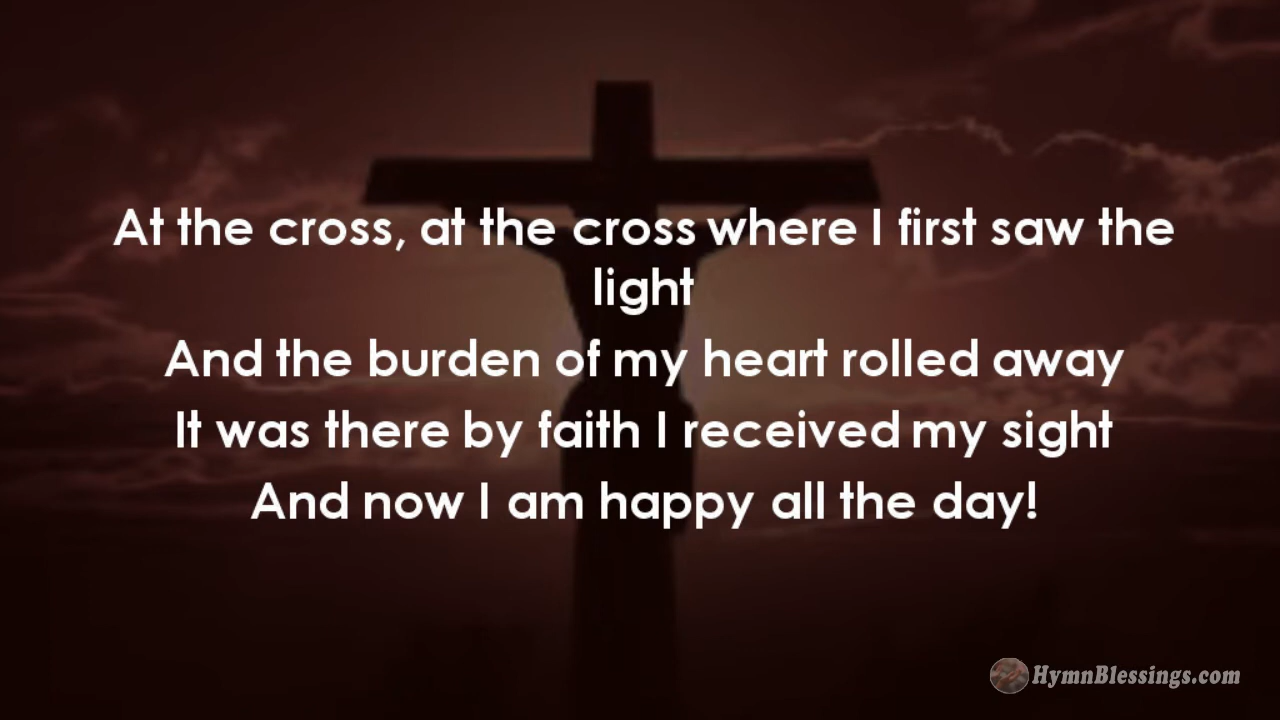 At the cross, at the cross where I first saw the
light
And the burden of my heart rolled away
It was there by faith I received my sight
And now I am happy all the day!
HymnBlessings.com